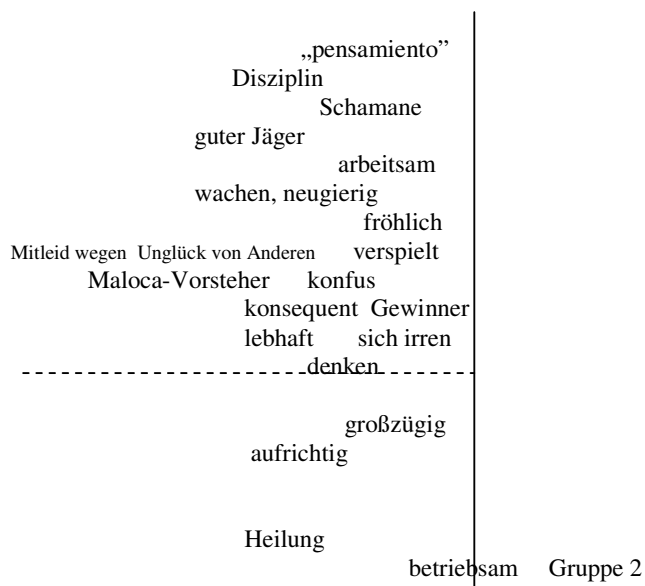 „pensamiento”
Disziplin
Schamane
guter Jäger
arbeitsam
wachen, neugierig
fröhlich
Mitleid wegen Unglück von Anderen verspielt
Maloca-Vorsteher konfus
konsequent Gewinner
lebhaft sich irren
denken
großzügig
aufrichtig
Heilung
betriebsam Gruppe 2